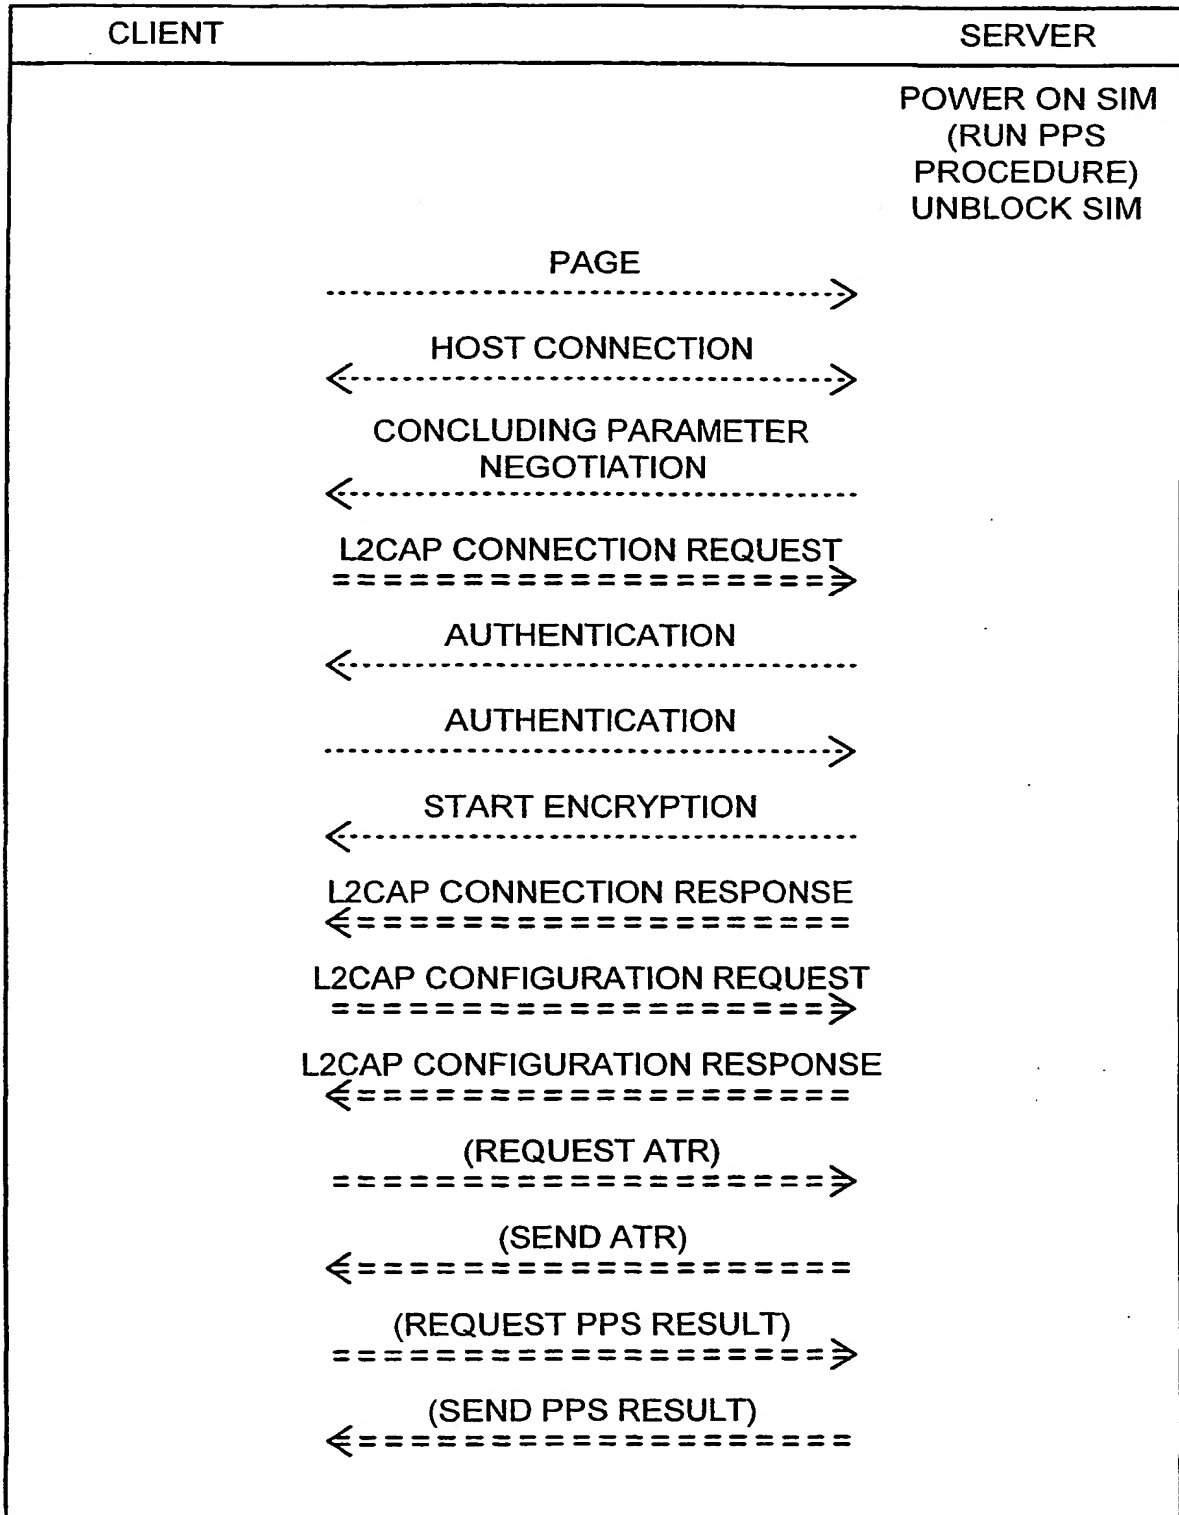 CLIENT
SERVER
POWER ON SIM
(RUN PPS
PROCEDURE)
UNBLOCK SIM
PAGE
HOST CONNECTION
CONCLUDING PARAMETER
NEGOTIATION
L2CAP CONNECTION REQUEST
AUTHENTICATION
AUTHENTICATION
START ENCRYPTION
L2CAP CONNECTION RESPONSE
L2CAP CONFIGURATION REQUEST
L2CAP CONFIGURATION RESPONSE
(REQUEST ATR)
(SEND ATR)
(REQUEST PPS RESULT)
(SEND PPS RESULT)